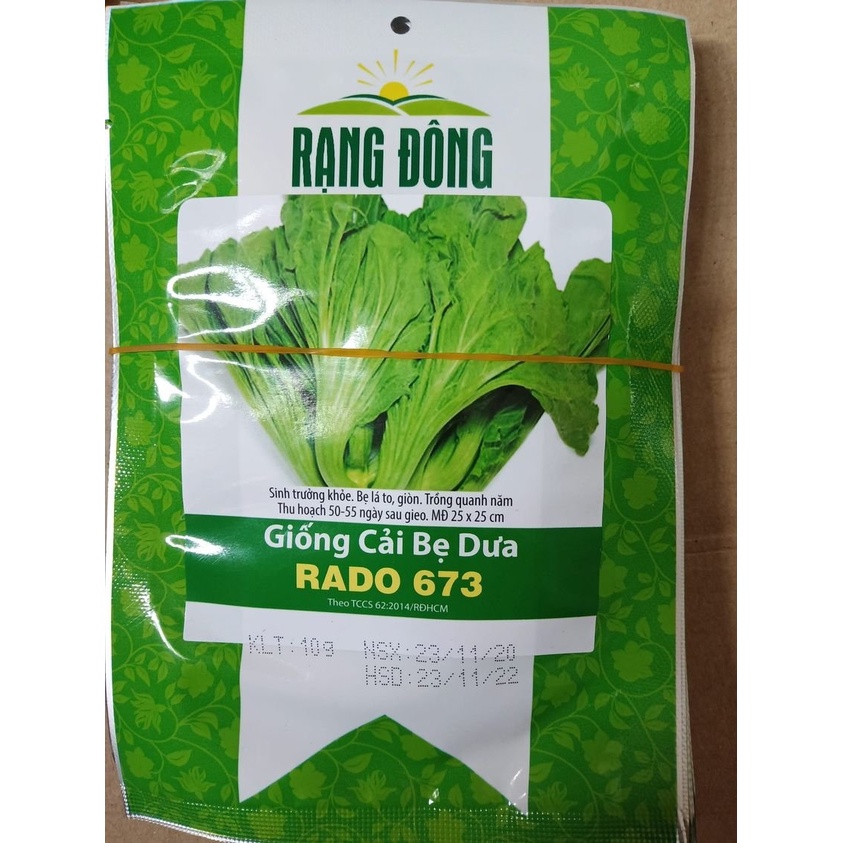 RẠNG ĐÔNG
Sinh trưởng khỏe. Bẹ lá to, giòn. Trồng quanh năm
Thu hoạch 50-55 ngày sau gieo. MĐ 25 x 25 cm
Giống Cải Bẹ Dưa
RADO 673
Theo TCCS 62:2014/RĐHCM
KLT:10g NSX:23/11/20
HSD:23/11/22